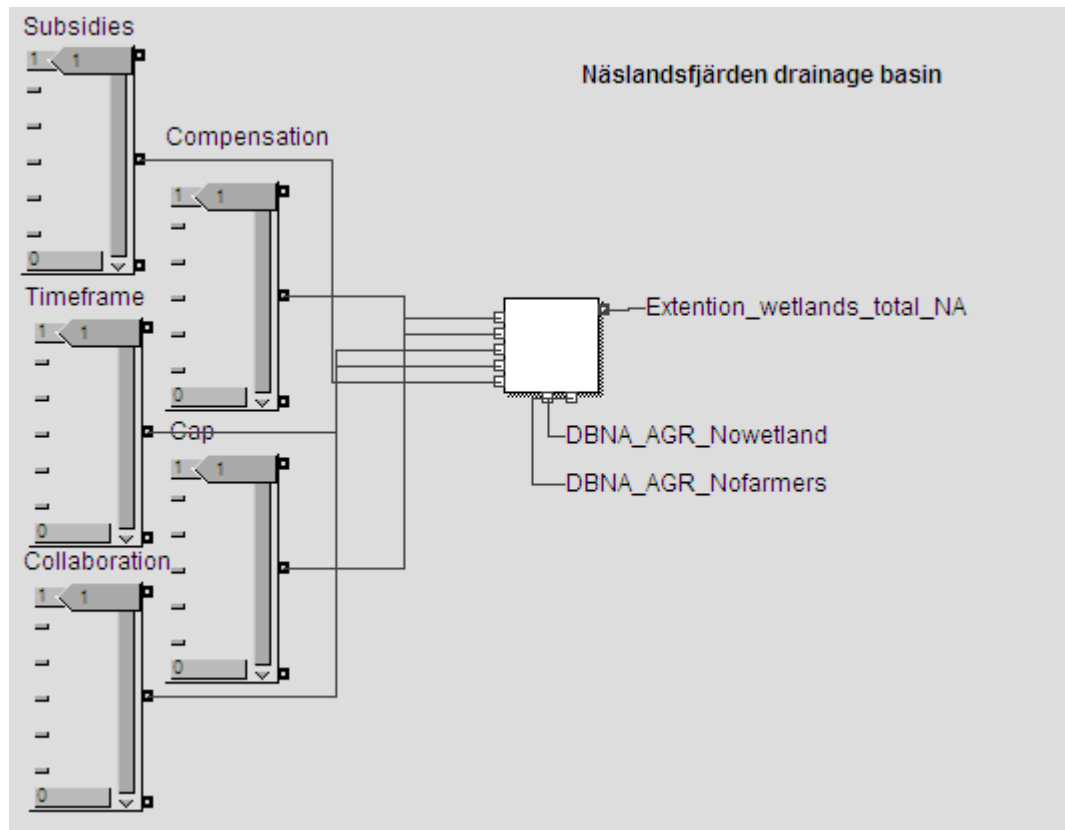 Subsidies
1 1
0
Näslandsfjärden drainage basin
Compensation
1 1
0
Timeframe
1 1
0
Extention_wetlands_total_NA
Cap
1 1
0
DBNA_AGR_Nowetland
DBNA_AGR_Nofarmers
Collaboration
1 1
0